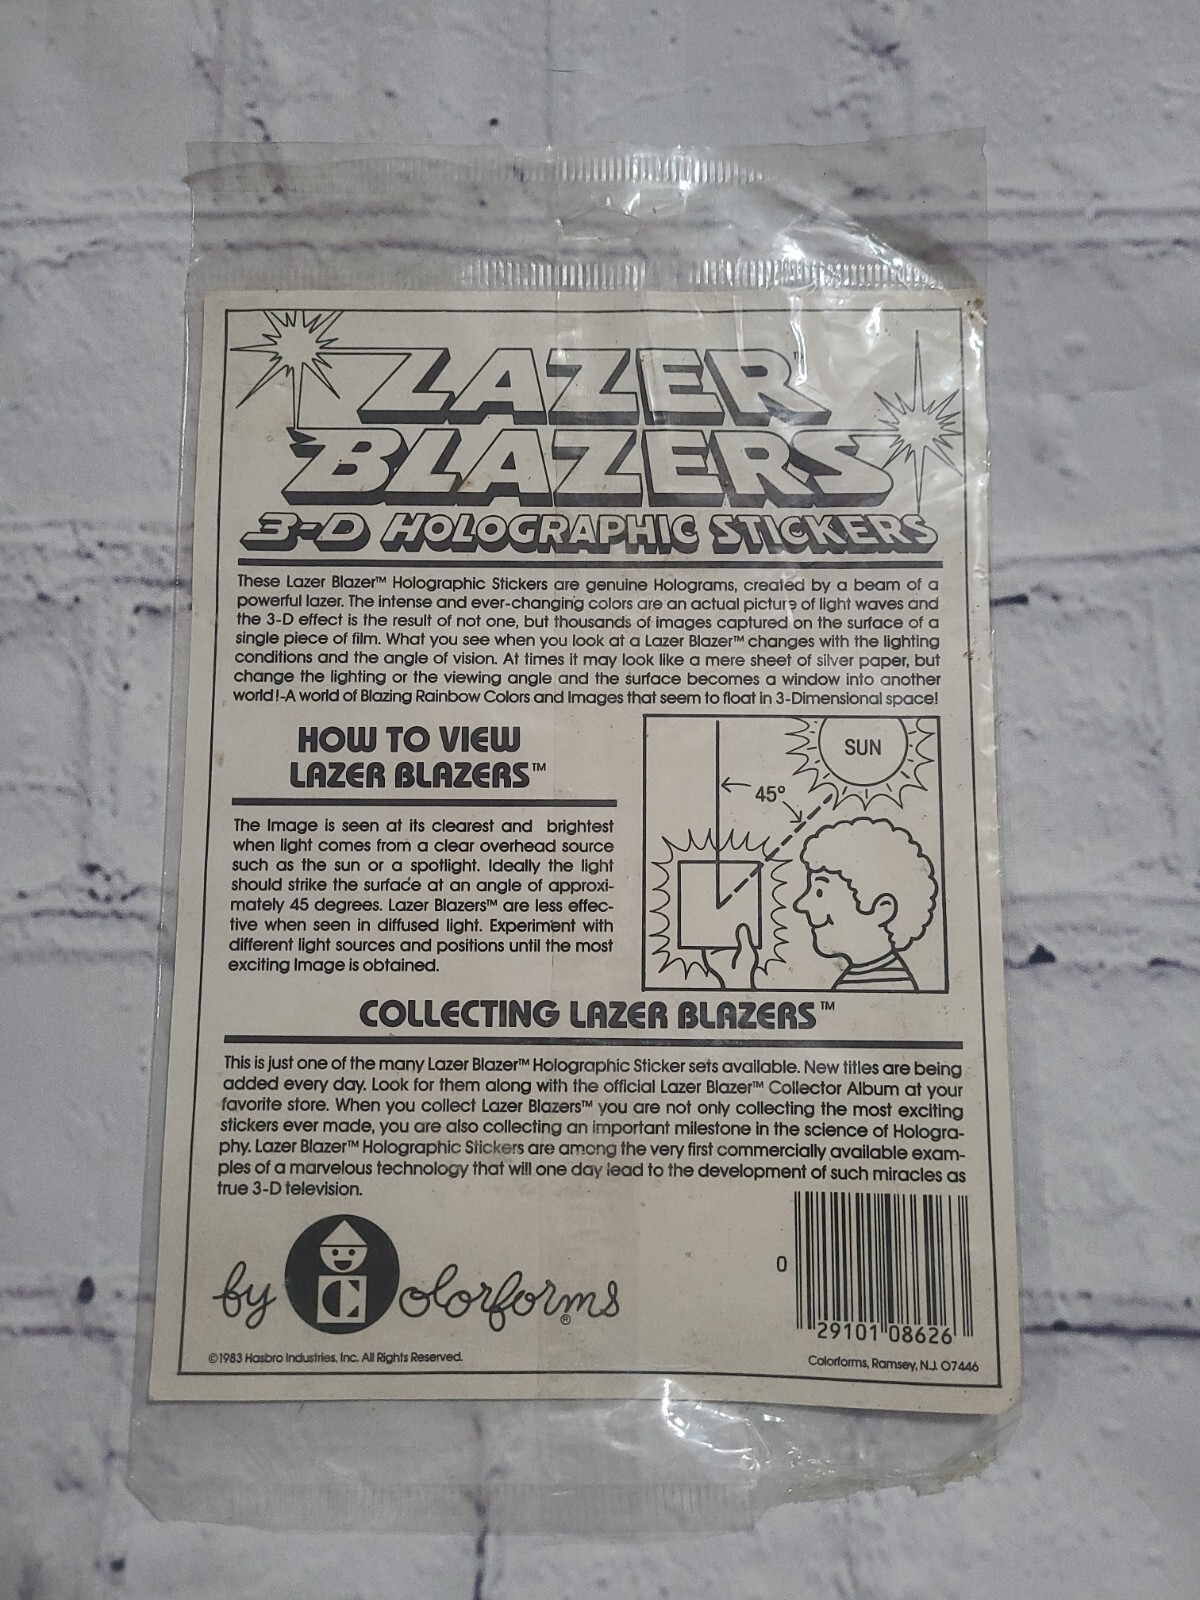 LAZER™
BLAZERS
3-D HOLOGRAPHIC STICKERS
These Lazer Blazer™ Holographic Stickers are genuine Holograms, created by a beam of a
powerful lazer. The intense and ever-changing colors are an actual picture of light waves and
the 3-D effect is the result of not one, but thousands of images captured on the surface of a
single piece of film. What you see when you look at a Lazer Blazer™ changes with the lighting
conditions and the angle of vision. At times it may look like a mere sheet of silver paper, but
change the lighting or the viewing angle and the surface becomes a window into another
world!-A world of Blazing Rainbow Colors and Images that seem to float in 3-Dimensional space!
HOW TO VIEW
LAZER BLAZERS™
The Image is seen at its clearest and brightest
when light comes from a clear overhead source
such as the sun or a spotlight. Ideally the light
should strike the surface at an angle of approxi-
mately 45 degrees. Lazer Blazers™ are less effec-
tive when seen in diffused light. Experiment with
different light sources and positions until the most
exciting Image is obtained.
SUN
45°
COLLECTING LAZER BLAZERS™
This is just one of the many Lazer Blazer™ Holographic Sticker sets available. New titles are being
added every day. Look for them along with the official Lazer Blazer™ Collector Album at your
favorite store. When you collect Lazer Blazers™ you are not only collecting the most exciting
stickers ever made, you are also collecting an important milestone in the science of Hologra-
phy. Lazer Blazer™ Holographic Stickers are among the very first commercially available exam-
ples of a marvelous technology that will one day lead to the development of such miracles as
true 3-D television.
by Colorforms®
0
29101 08626
©1983 Hasbro Industries, Inc. All Rights Reserved.
Colorforms, Ramsey, N.J. 07446